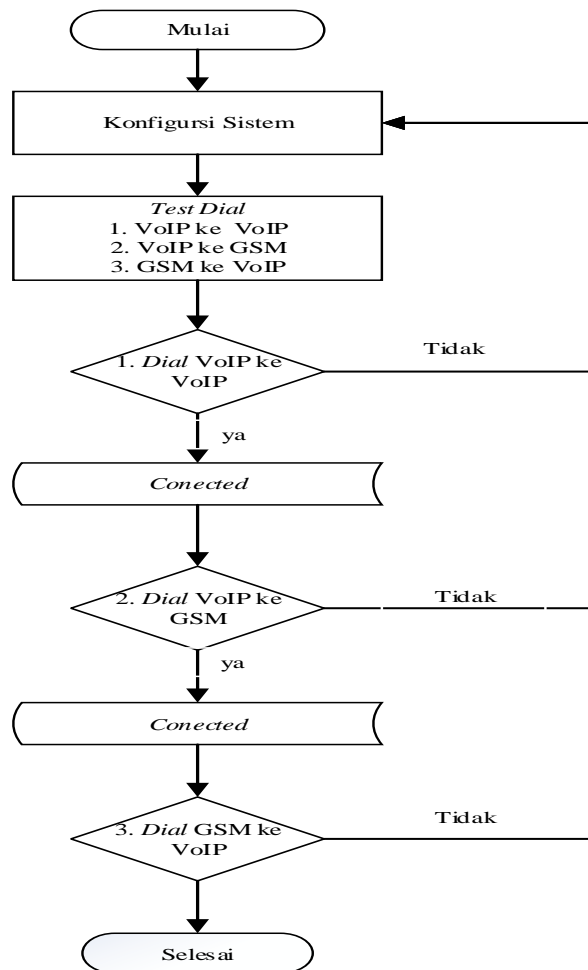 Mulai
Konfigursi Sistem
Test Dial
1. VoIP ke VoIP
2. VoIP ke GSM
3. GSM ke VoIP
1. Dial VoIP ke
VoIP
Tidak
ya
Conected
2. Dial VoIP ke
GSM
Tidak
ya
Conected
3. Dial GSM ke
VoIP
Tidak
Selesai